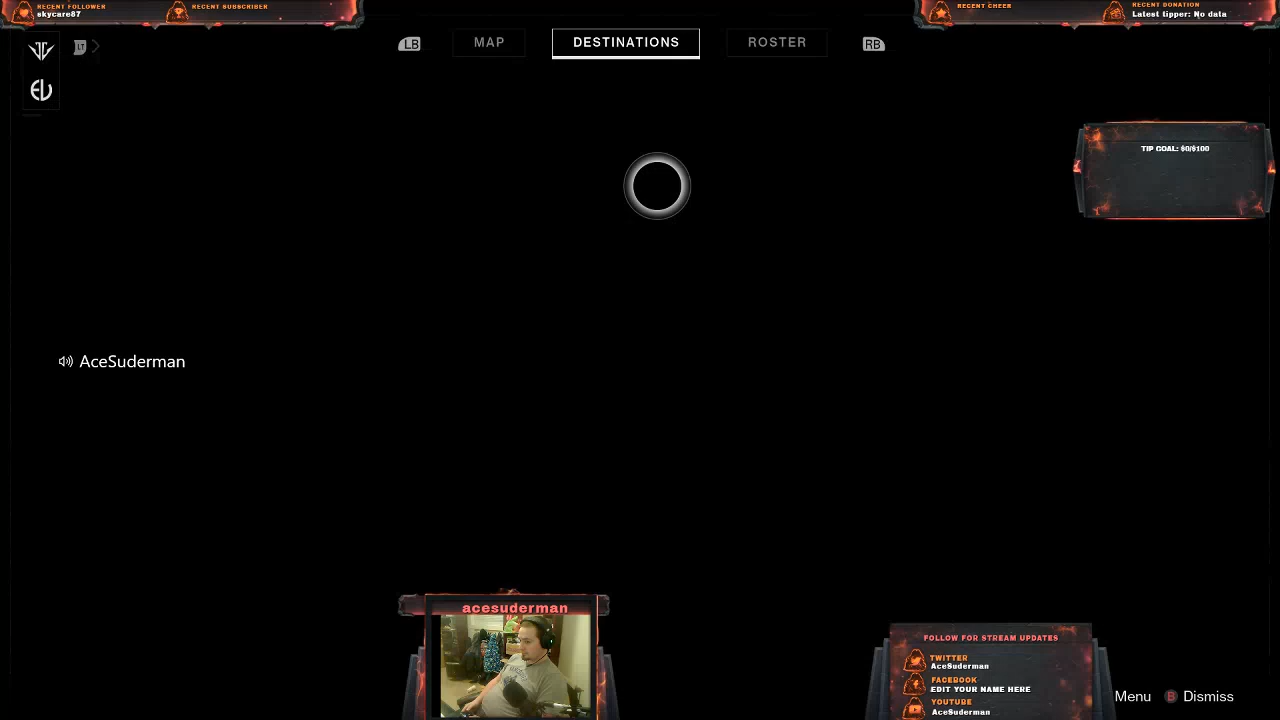 RECENT FOLLOWER
skycare87
RECENT SUBSCRIBER
RECENT CHEER
RECENT DONATION
Latest tipper: No data
LT
LB
MAP
DESTINATIONS
ROSTER
RB
TIP GOAL: $0/$100
AceSuderman
acesuderman
FOLLOW FOR STREAM UPDATES
TWITTER
AceSuderman
FACEBOOK
EDIT YOUR NAME HERE
YOUTUBE
AceSuderman
Menu
B Dismiss